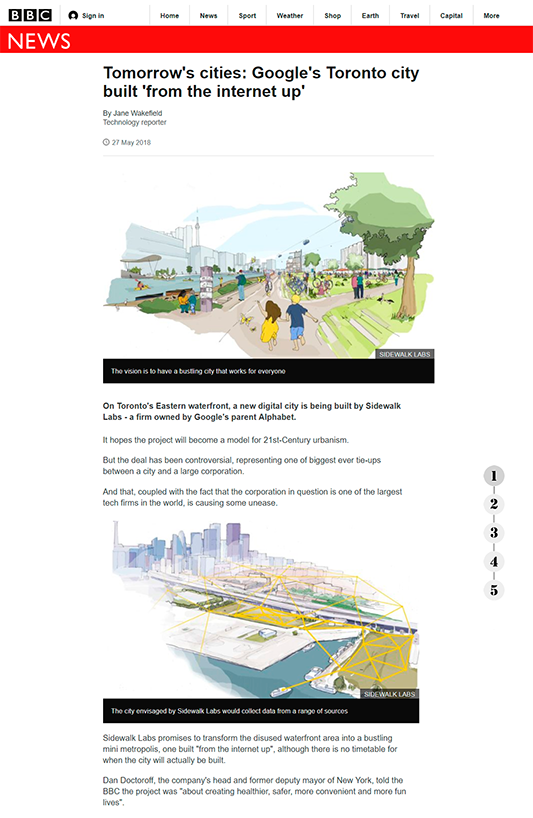 BBC Sign in Home News Sport Weather Shop Earth Travel Capital More
NEWS
Tomorrow's cities: Google's Toronto city
built 'from the internet up'
By Jane Wakefield
Technology reporter
27 May 2018
SIDEWALK LABS
The vision is to have a bustling city that works for everyone
On Toronto's Eastern waterfront, a new digital city is being built by Sidewalk
Labs - a firm owned by Google's parent Alphabet.
It hopes the project will become a model for 21st-Century urbanism.
But the deal has been controversial, representing one of biggest ever tie-ups
between a city and a large corporation.
And that, coupled with the fact that the corporation in question is one of the largest
tech firms in the world, is causing some unease.
1
2
3
4
5
SIDEWALK LABS
The city envisaged by Sidewalk Labs would collect data from a range of sources
Sidewalk Labs promises to transform the disused waterfront area into a bustling
mini metropolis, one built "from the internet up", although there is no timetable for
when the city will actually be built.
Dan Doctoroff, the company's head and former deputy mayor of New York, told the
BBC the project was "about creating healthier, safer, more convenient and more fun
lives".